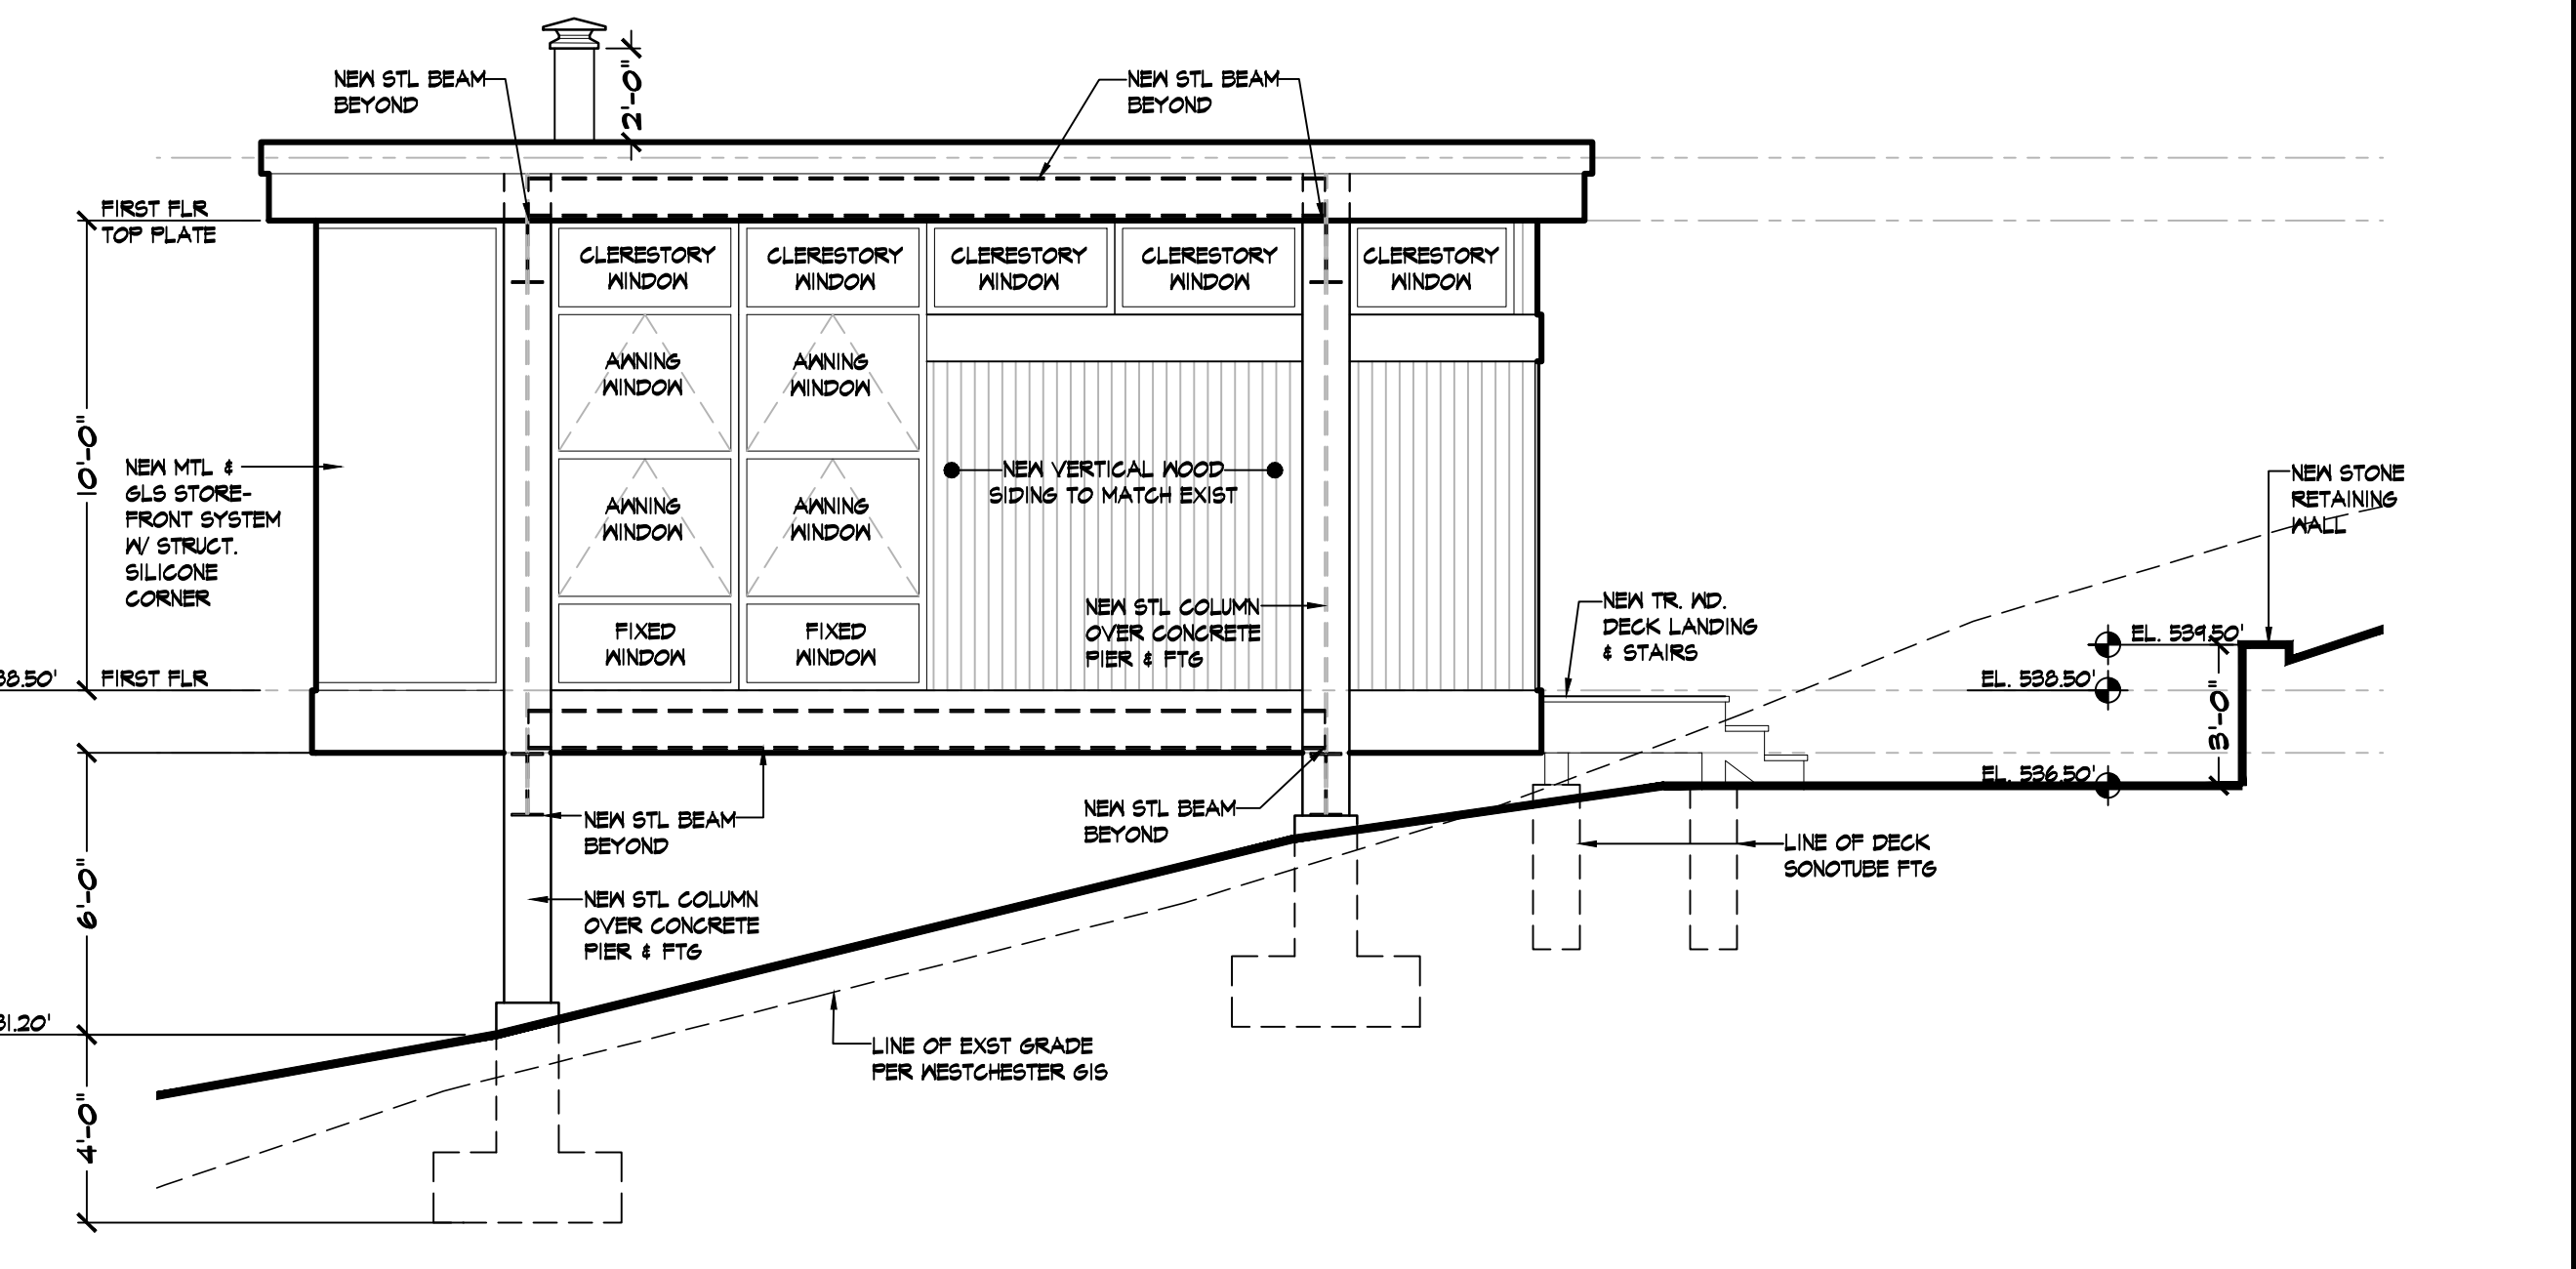 2'-0"
NEW STL BEAM
BEYOND
NEW STL BEAM
BEYOND
FIRST FLR
TOP PLATE
CLERESTORY
WINDOW
CLERESTORY
WINDOW
CLERESTORY
WINDOW
CLERESTORY
WINDOW
CLERESTORY
WINDOW
AWNING
WINDOW
AWNING
WINDOW
10'-0"
NEW MTL &
GLS STORE-
FRONT SYSTEM
W/ STRUCT.
SILICONE
CORNER
NEW VERTICAL WOOD
SIDING TO MATCH EXIST
NEW STONE
RETAINING
WALL
AWNING
WINDOW
AWNING
WINDOW
NEW STL COLUMN
OVER CONCRETE
PIER & FTG
NEW TR. WD.
DECK LANDING
& STAIRS
FIXED
WINDOW
FIXED
WINDOW
EL. 539.50'
38.50'
FIRST FLR
EL. 538.50'
3'-0"
EL. 536.50'
NEW STL BEAM
BEYOND
NEW STL BEAM
BEYOND
LINE OF DECK
SONOTUBE FTG
6'-0"
NEW STL COLUMN
OVER CONCRETE
PIER & FTG
31.20'
LINE OF EXST GRADE
PER WESTCHESTER GIS
4'-0"